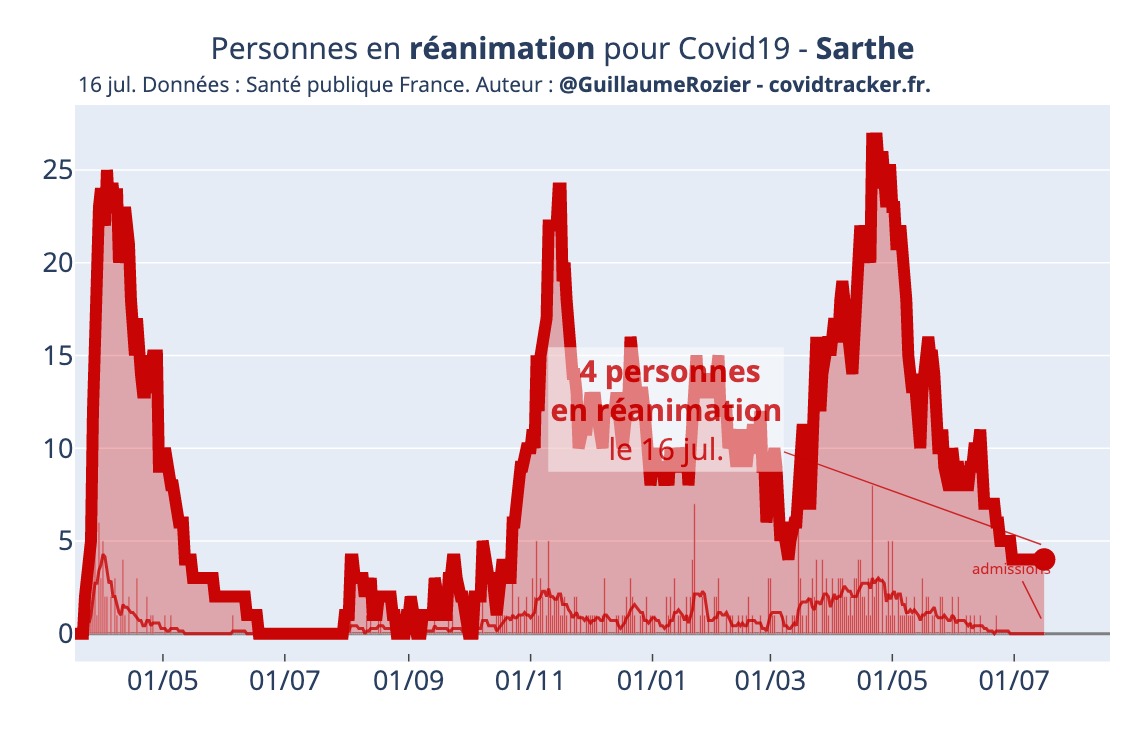 Personnes en réanimation pour Covid19 - Sarthe
16 jul. Données : Santé publique France. Auteur : @GuillaumeRozier - covidtracker.fr.
25
20
15
10
5
0
4 personnes
en réanimation
le 16 jul.
admissions
01/05 01/07 01/09 01/11 01/01 01/03 01/05 01/07